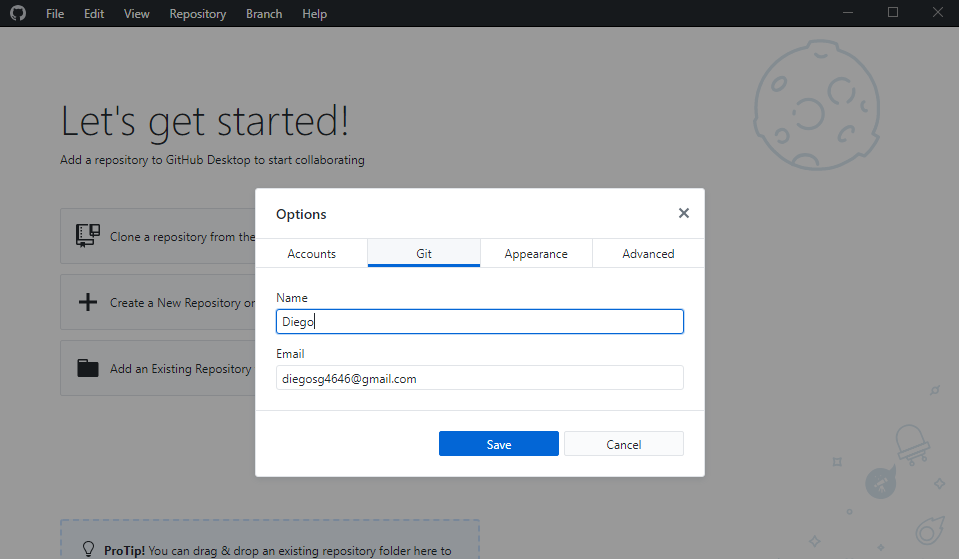 File Edit View Repository Branch Help
Let's get started!
Add a repository to GitHub Desktop to start collaborating
Options
Clone a repository from the
Accounts Git Appearance Advanced
Create a New Repository on
Name
Diego
Email
Add an Existing Repository
diegosg4646@gmail.com
Save Cancel
ProTip! You can drag & drop an existing repository folder here to